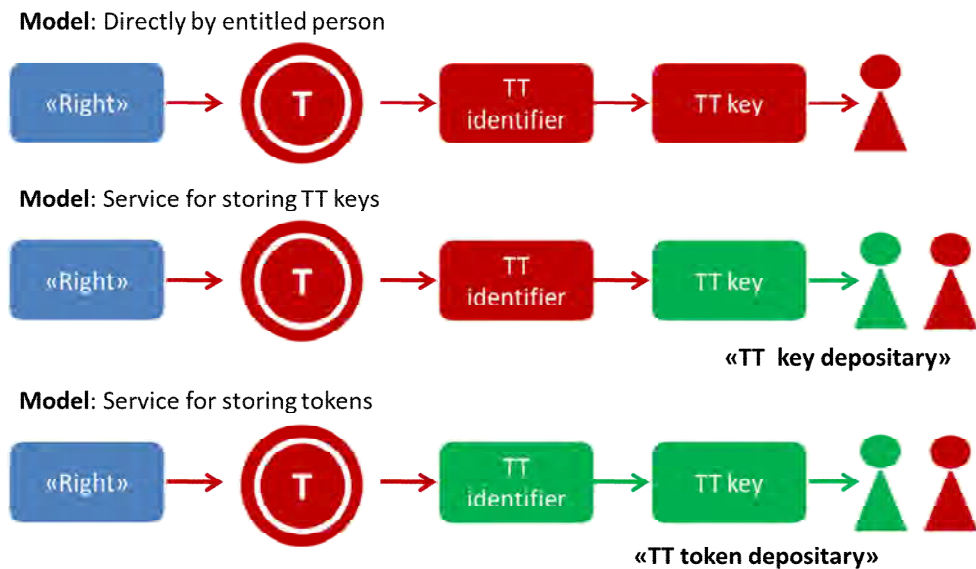 Model: Directly by entitled person
«Right» T TT identifier TT key
Model: Service for storing TT keys
«Right» T TT identifier TT key
«TT key depositary»
Model: Service for storing tokens
«Right» T TT identifier TT key
«TT token depositary»